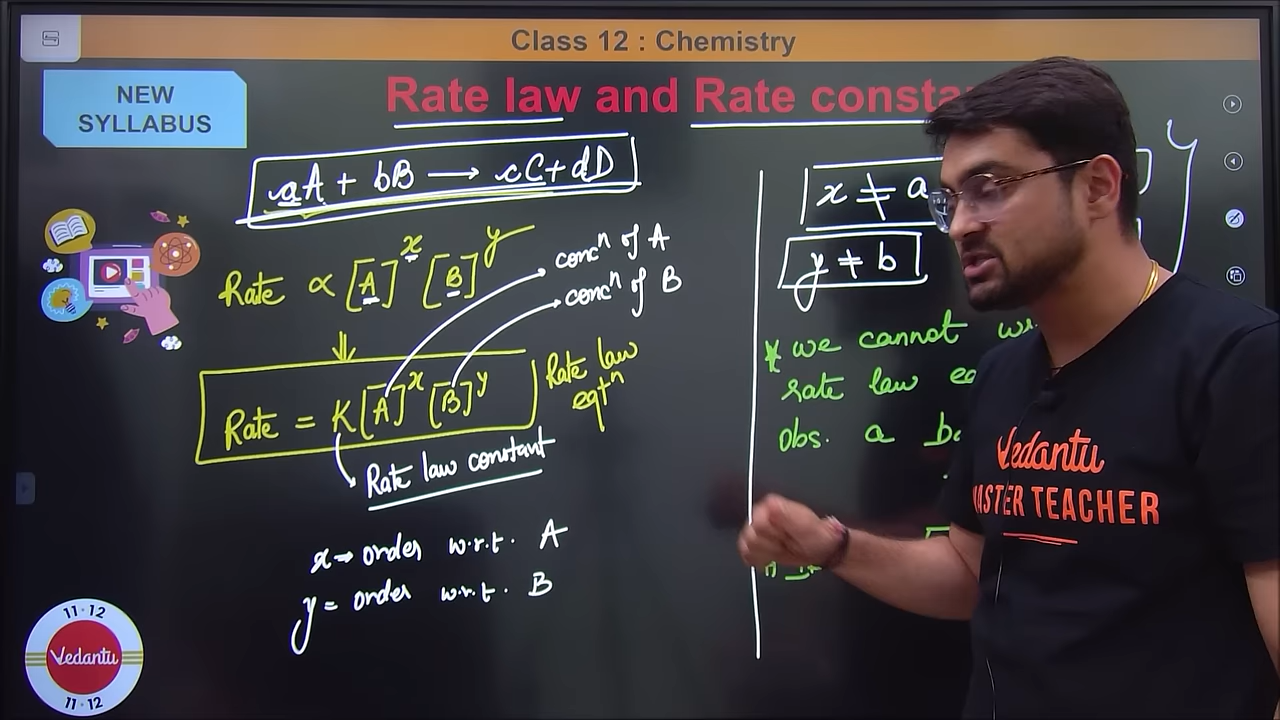 Class 12 : Chemistry
NEW
SYLLABUS
Rate law and Rate
aA + bB → cC + dD
Rate ∝ [A]^x [B]^y
concⁿ of A
concⁿ of B
Rate = K[A]^x [B]^y
Rate law
eqtⁿ
Rate law constant
x → order w.r.t. A
y = order w.r.t. B
x ≠ a
y ≠ b
* we cannot
rate law
Obs. a
Vedantu
MASTER TEACHER
11·12
Vedantu
11·12